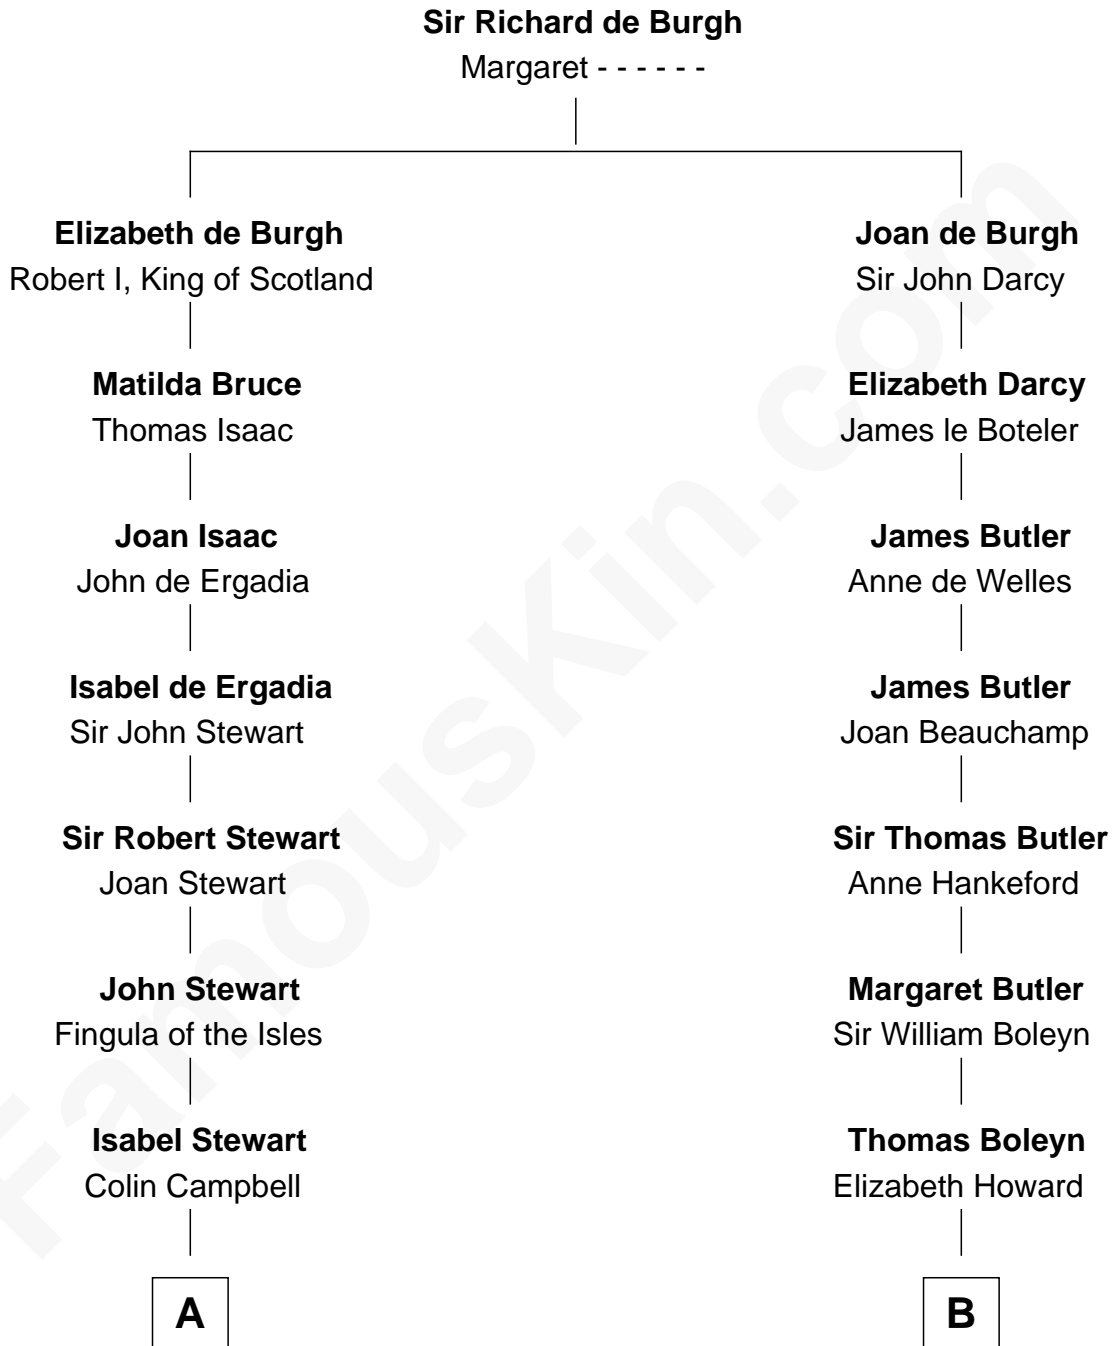 Sir Richard de Burgh
Margaret - - - - - -
Elizabeth de Burgh
Robert I, King of Scotland
Joan de Burgh
Sir John Darcy
Matilda Bruce
Thomas Isaac
Elizabeth Darcy
James le Boteler
Joan Isaac
John de Ergadia
James Butler
Anne de Welles
Isabel de Ergadia
Sir John Stewart
James Butler
Joan Beauchamp
Sir Robert Stewart
Joan Stewart
Sir Thomas Butler
Anne Hankeford
John Stewart
Fingula of the Isles
Margaret Butler
Sir William Boleyn
Isabel Stewart
Colin Campbell
Thomas Boleyn
Elizabeth Howard
A
B
FamousKin.com